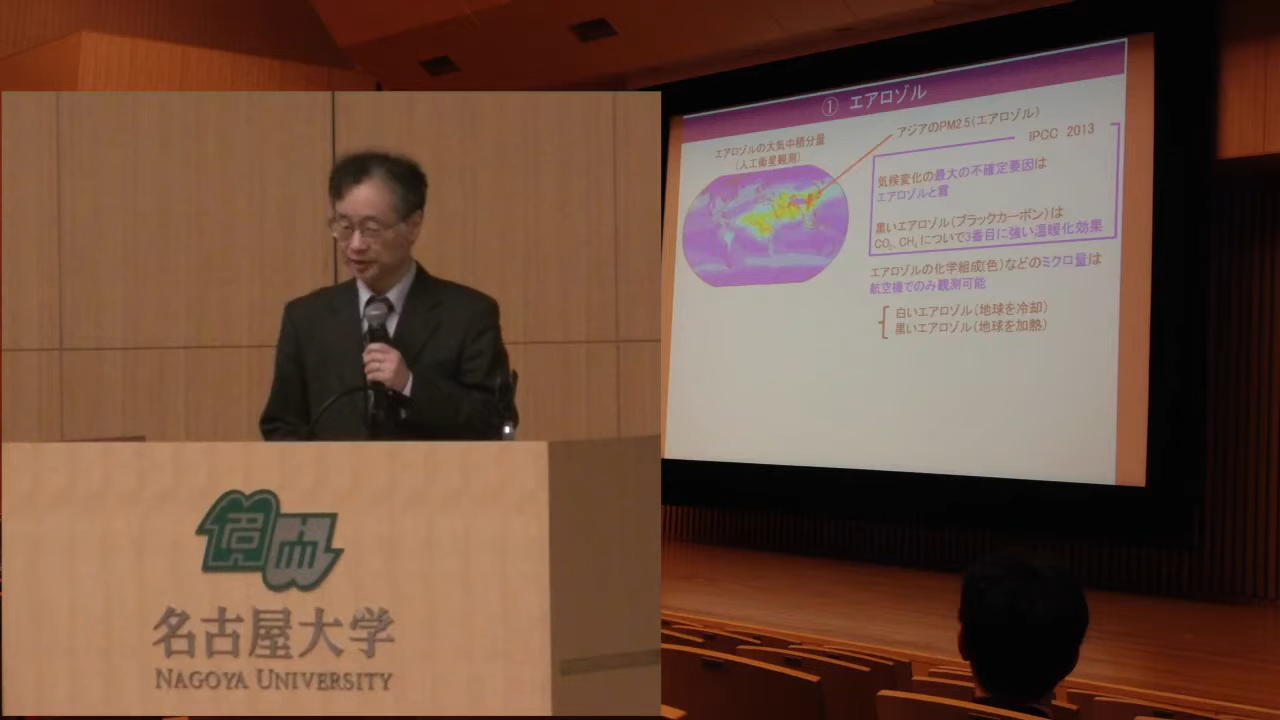 ① エアロゾル
エアロゾルの大気中積分量
(人工衛星観測)
アジアのPM2.5(エアロゾル)
IPCC 2013
気候変化の最大の不確定要因は
エアロゾルと雲
黒いエアロゾル(ブラックカーボン)は
CO₂、CH₄についで3番目に強い温暖化効果
エアロゾルの化学組成(色)などのミクロ量は
航空機でのみ観測可能
白いエアロゾル(地球を冷却)
黒いエアロゾル(地球を加熱)
名大
名古屋大学
NAGOYA UNIVERSITY